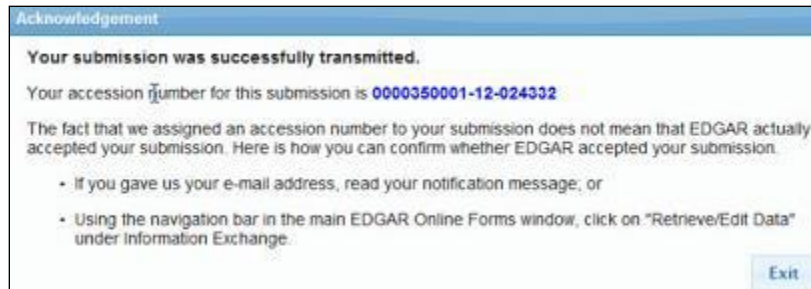 Acknowledgement
Your submission was successfully transmitted.
Your accession number for this submission is 0000350001-12-024332
The fact that we assigned an accession number to your submission does not mean that EDGAR actually
accepted your submission. Here is how you can confirm whether EDGAR accepted your submission.
• If you gave us your e-mail address, read your notification message; or
• Using the navigation bar in the main EDGAR Online Forms window, click on "Retrieve/Edit Data"
under Information Exchange.
Exit